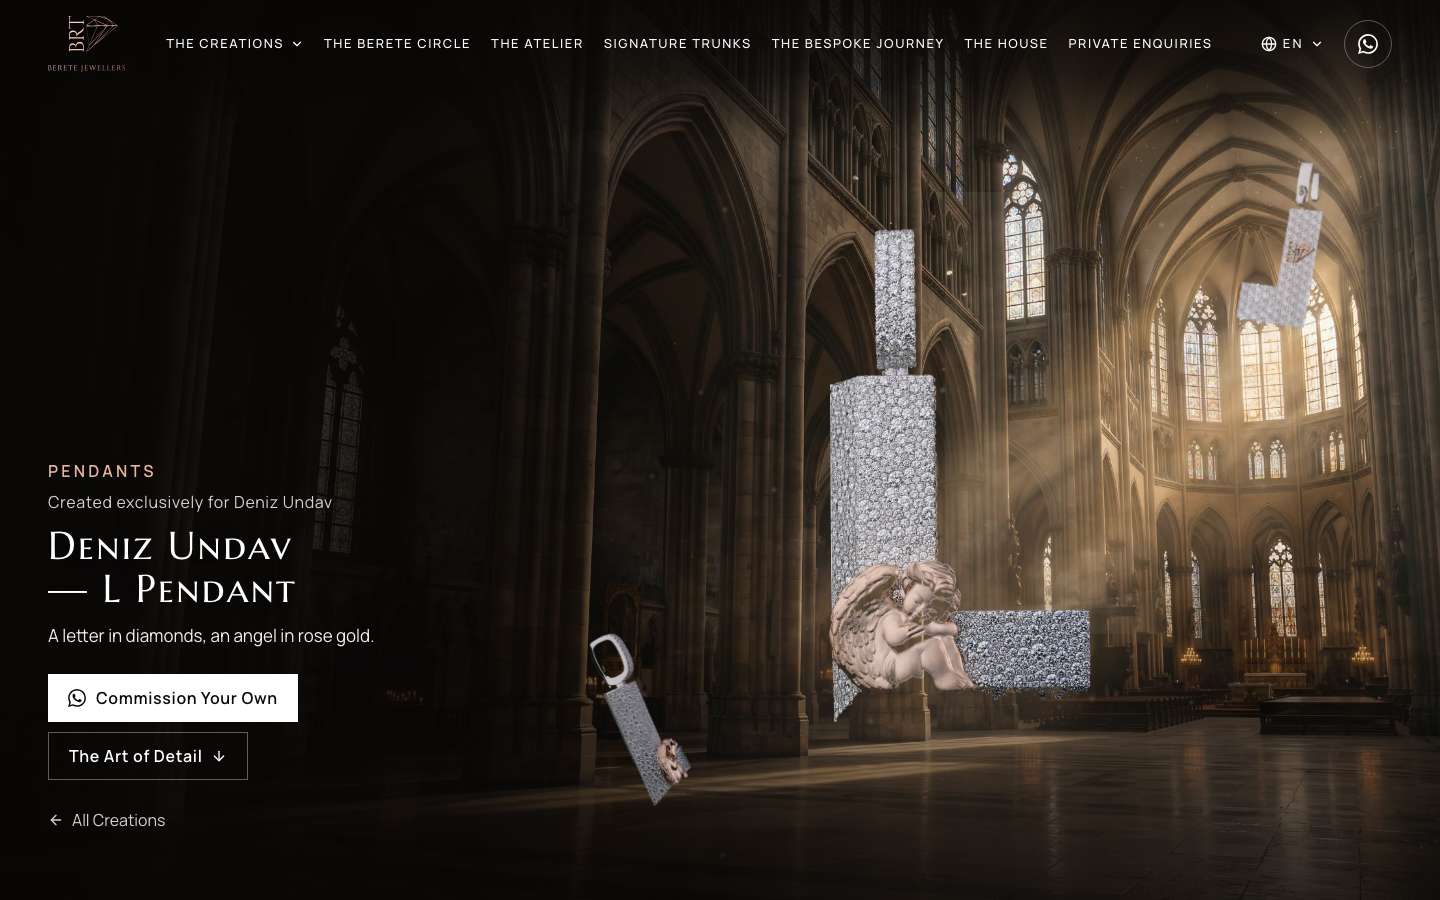 BRT
BERETE JEWELLERS
THE CREATIONS
THE BERETE CIRCLE
THE ATELIER
SIGNATURE TRUNKS
THE BESPOKE JOURNEY
THE HOUSE
PRIVATE ENQUIRIES
EN
PENDANTS
Created exclusively for Deniz Undav
Deniz Undav
— L Pendant
A letter in diamonds, an angel in rose gold.
Commission Your Own
The Art of Detail
All Creations